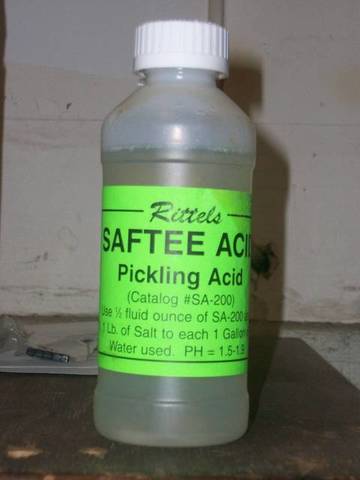 Rittels
SAFTEE ACI
Pickling Acid
(Catalog #SA-200)
Use ½ fluid ounce of SA-200
1 Lb. of Salt to each 1 Gallon
Water used. PH = 1.5-1.9